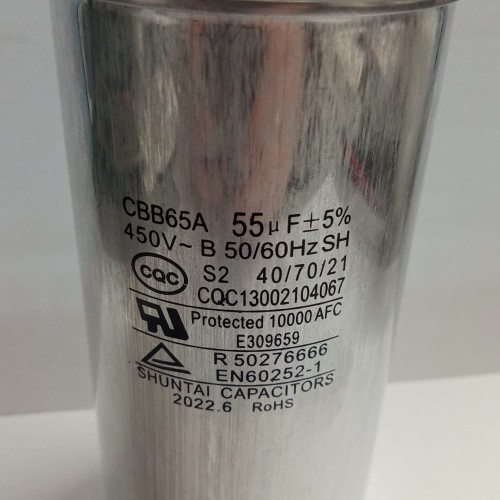 CBB65A 55μF±5%
450V~ B 50/60Hz SH
CQC S2 40/70/21
CQC13002104067
Protected 10000 AFC
E309659
R 50276666
EN60252-1
SHUNTAI CAPACITORS
2022.6 RoHS